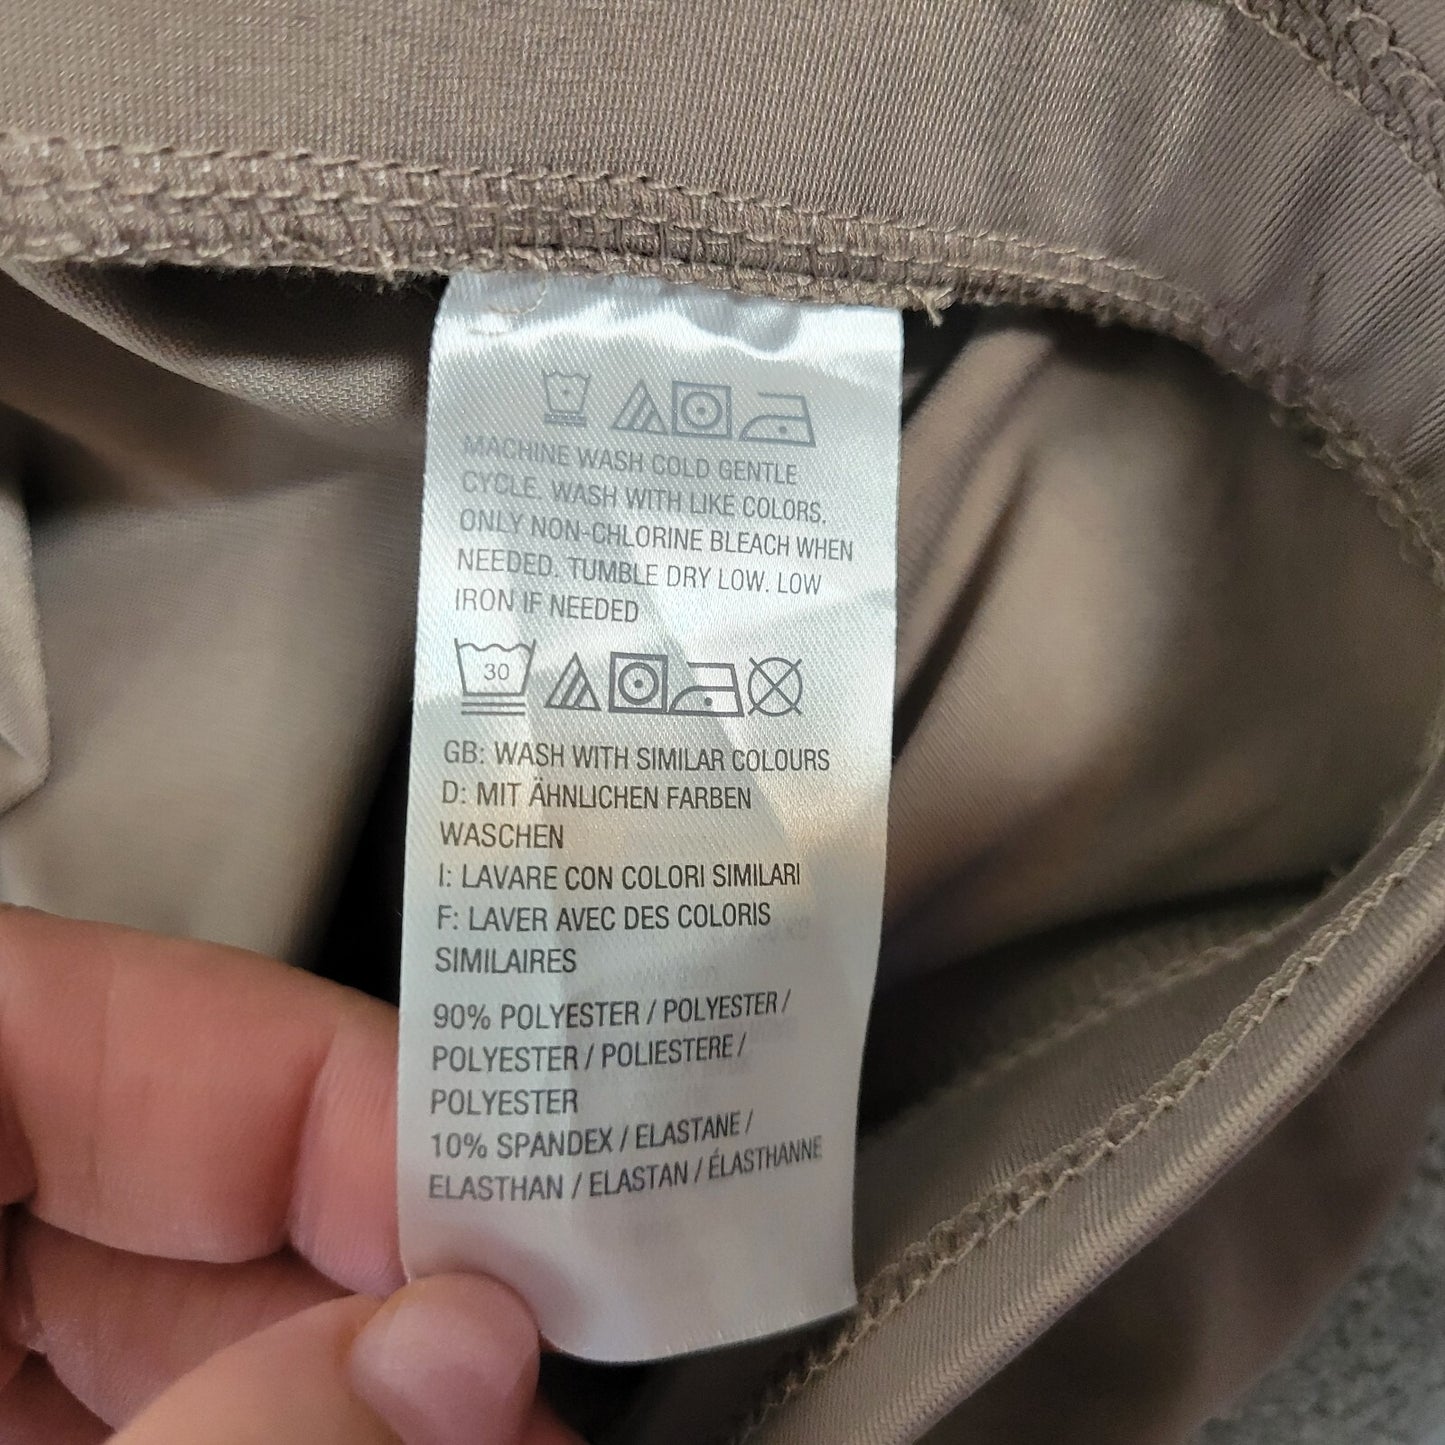 MACHINE WASH COLD GENTLE
CYCLE. WASH WITH LIKE COLORS.
ONLY NON-CHLORINE BLEACH WHEN
NEEDED. TUMBLE DRY LOW. LOW
IRON IF NEEDED
30
GB: WASH WITH SIMILAR COLOURS
D: MIT ÄHNLICHEN FARBEN
WASCHEN
I: LAVARE CON COLORI SIMILARI
F: LAVER AVEC DES COLORIS
SIMILAIRES
90% POLYESTER / POLYESTER /
POLYESTER / POLIESTERE /
POLYESTER
10% SPANDEX / ELASTANE /
ELASTHAN / ELASTAN / ÉLASTHANNE